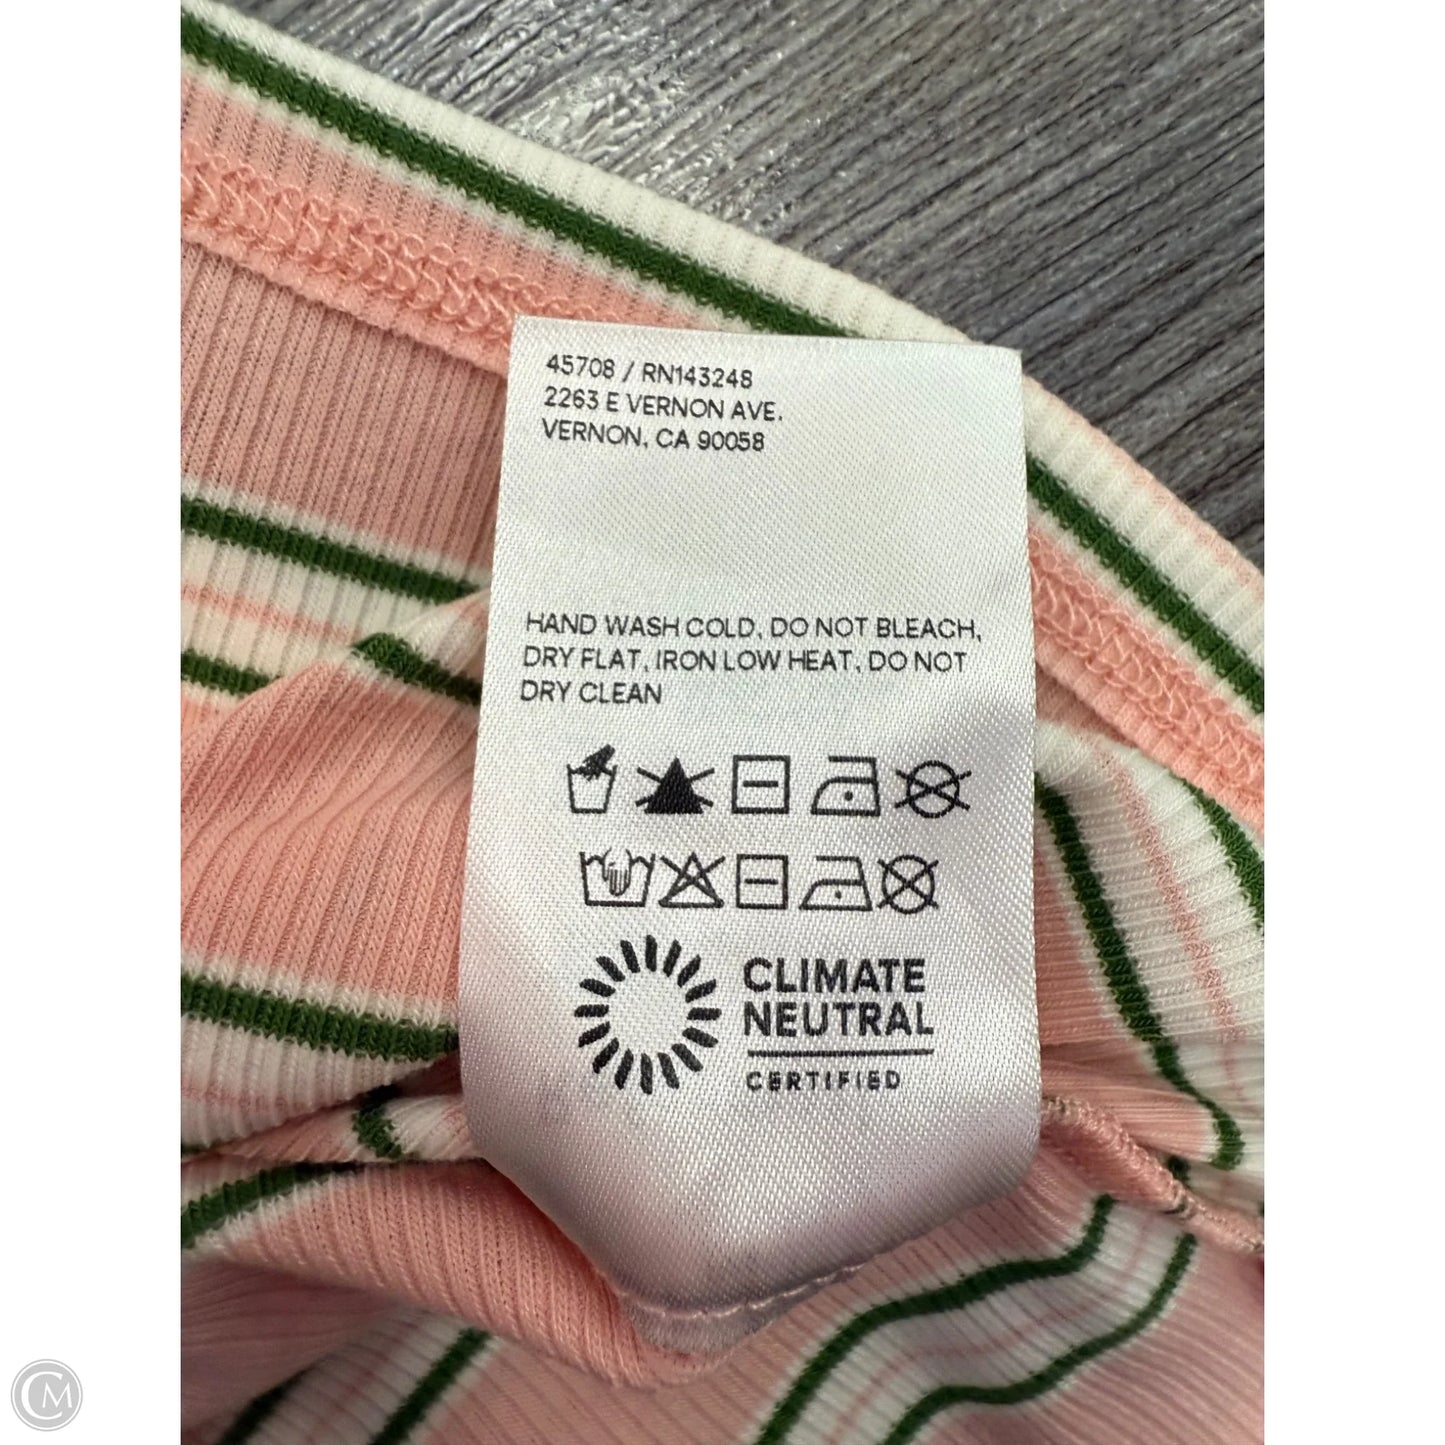 45708 / RN143248
2263 E VERNON AVE.
VERNON, CA 90058
HAND WASH COLD, DO NOT BLEACH,
DRY FLAT, IRON LOW HEAT, DO NOT
DRY CLEAN
CLIMATE
NEUTRAL
CERTIFIED
CM